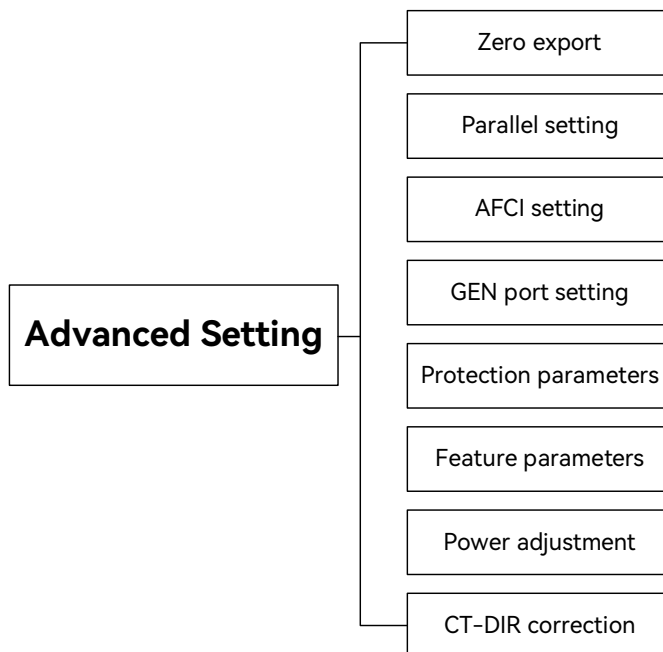 Zero export
Parallel setting
AFCI setting
GEN port setting
Advanced Setting
Protection parameters
Feature parameters
Power adjustment
CT-DIR correction